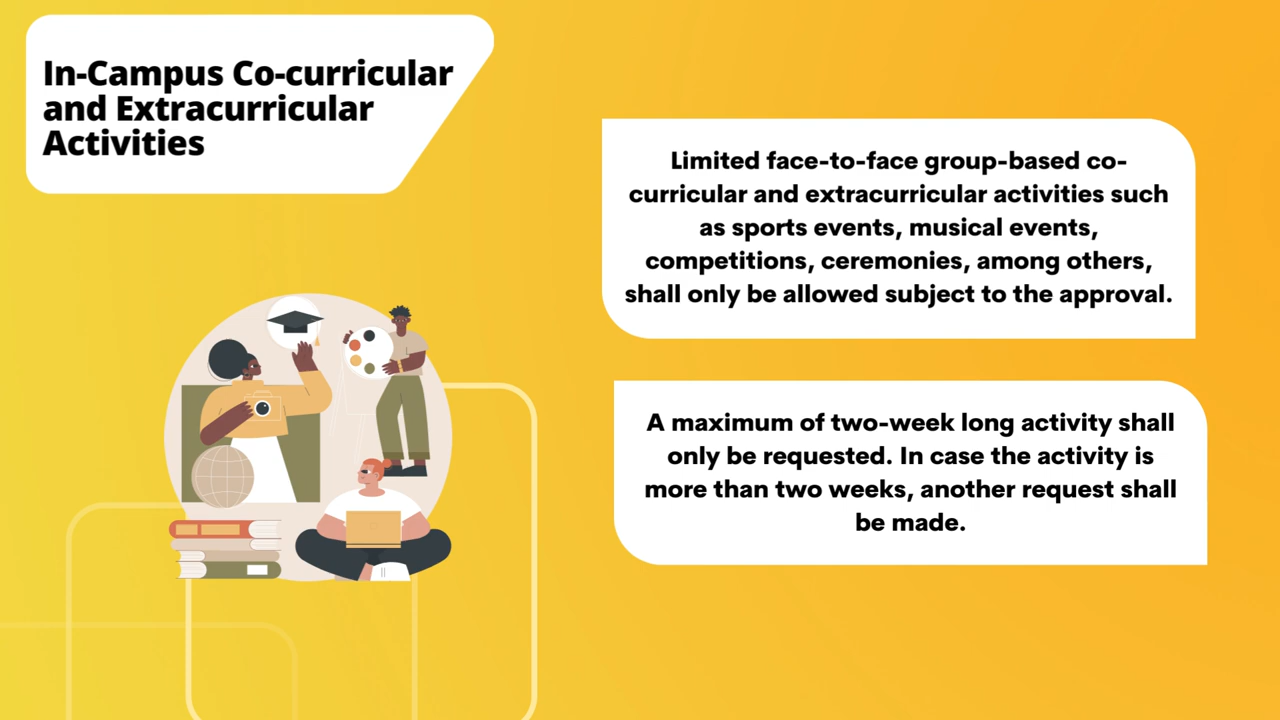 In-Campus Co-curricular
and Extracurricular
Activities
Limited face-to-face group-based co-
curricular and extracurricular activities such
as sports events, musical events,
competitions, ceremonies, among others,
shall only be allowed subject to the approval.
A maximum of two-week long activity shall
only be requested. In case the activity is
more than two weeks, another request shall
be made.